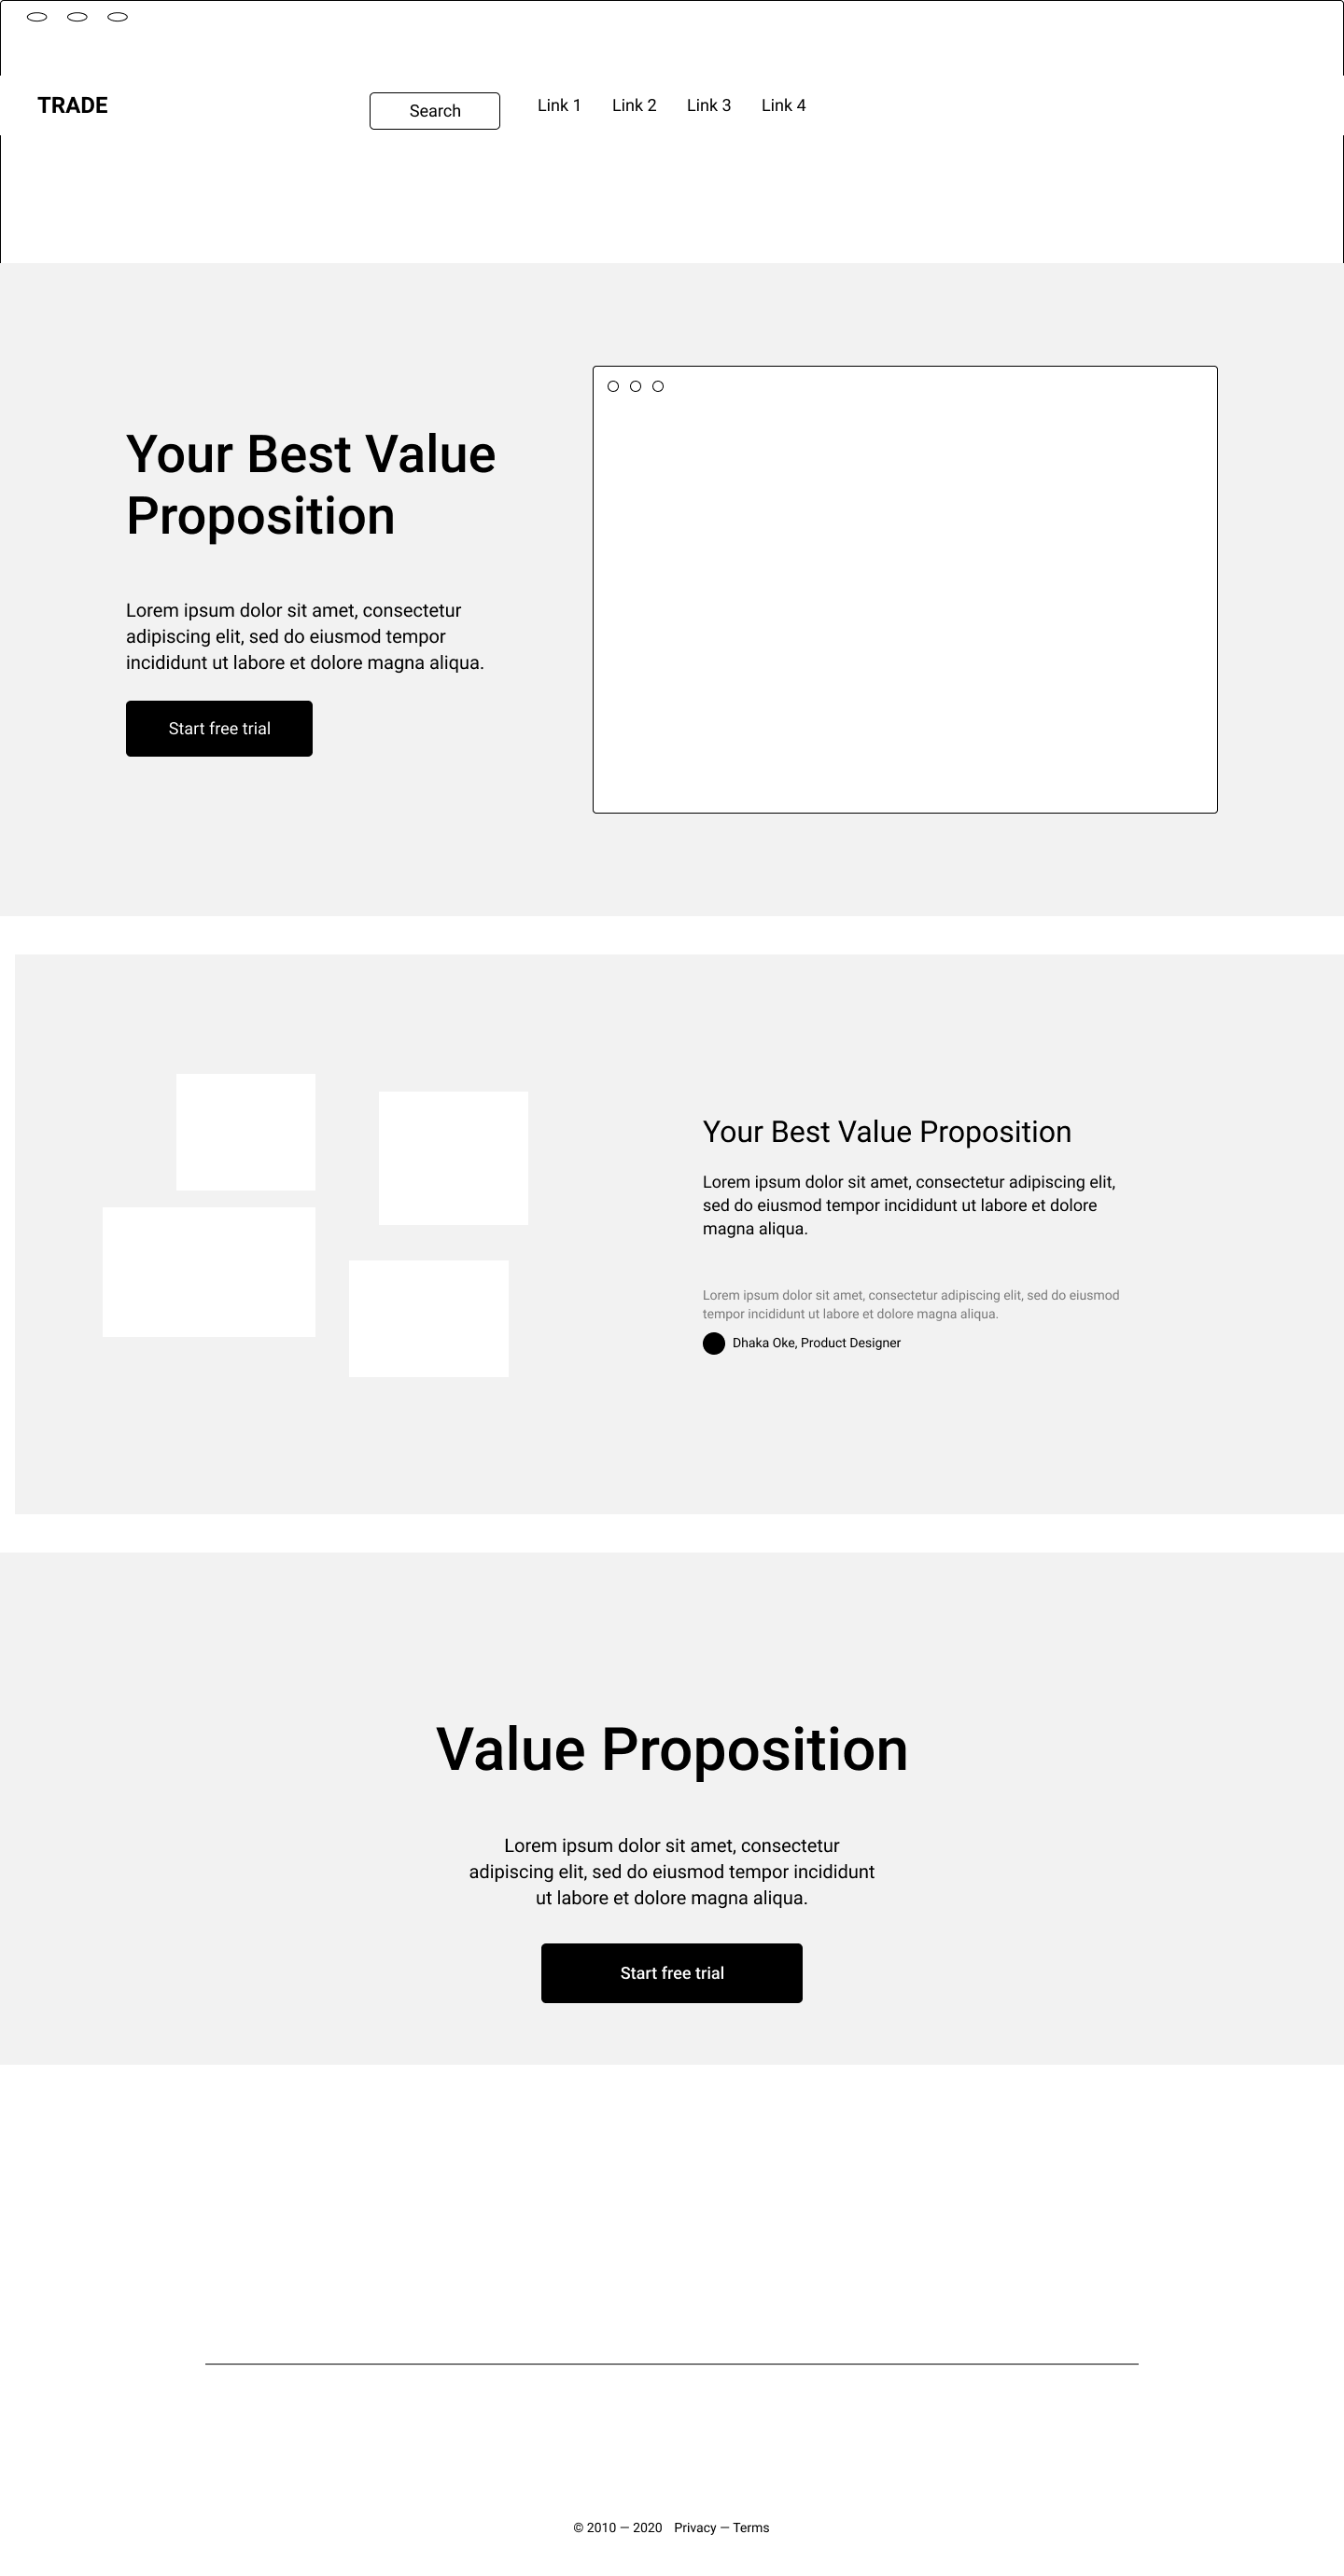 TRADE
Search
Link 1 Link 2 Link 3 Link 4
Your Best Value
Proposition
Lorem ipsum dolor sit amet, consectetur
adipiscing elit, sed do eiusmod tempor
incididunt ut labore et dolore magna aliqua.
Start free trial
Your Best Value Proposition
Lorem ipsum dolor sit amet, consectetur adipiscing elit,
sed do eiusmod tempor incididunt ut labore et dolore
magna aliqua.
Lorem ipsum dolor sit amet, consectetur adipiscing elit, sed do eiusmod
tempor incididunt ut labore et dolore magna aliqua.
Dhaka Oke, Product Designer
Value Proposition
Lorem ipsum dolor sit amet, consectetur
adipiscing elit, sed do eiusmod tempor incididunt
ut labore et dolore magna aliqua.
Start free trial
© 2010 — 2020 Privacy — Terms